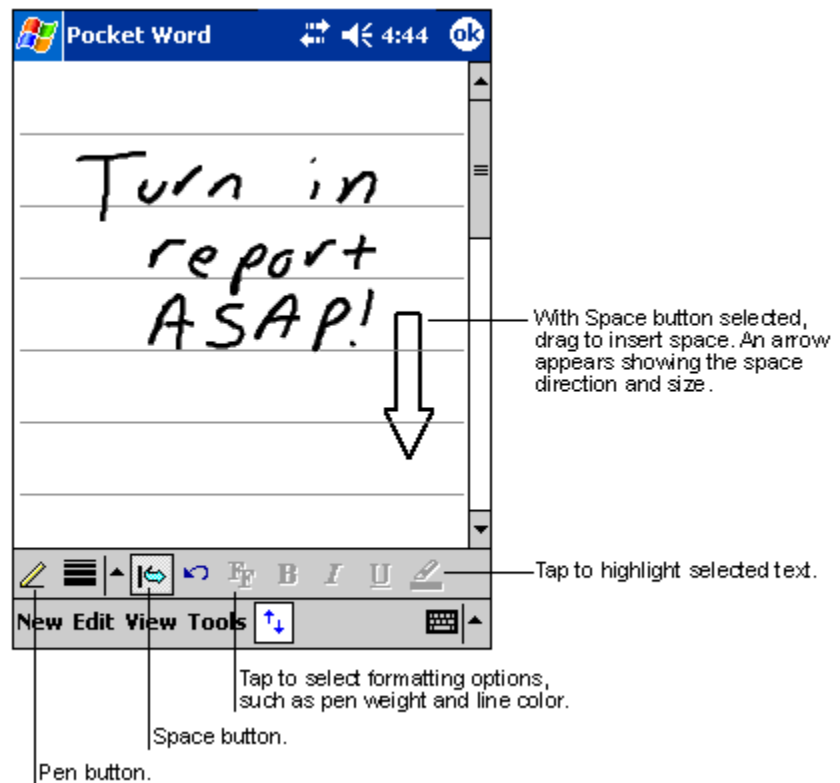 Pocket Word 4:44 ok
Turn in
report
ASAP!
With Space button selected,
drag to insert space. An arrow
appears showing the space
direction and size.
FF B I U
Tap to highlight selected text.
New Edit View Tools
Tap to select formatting options,
such as pen weight and line color.
Space button.
Pen button.